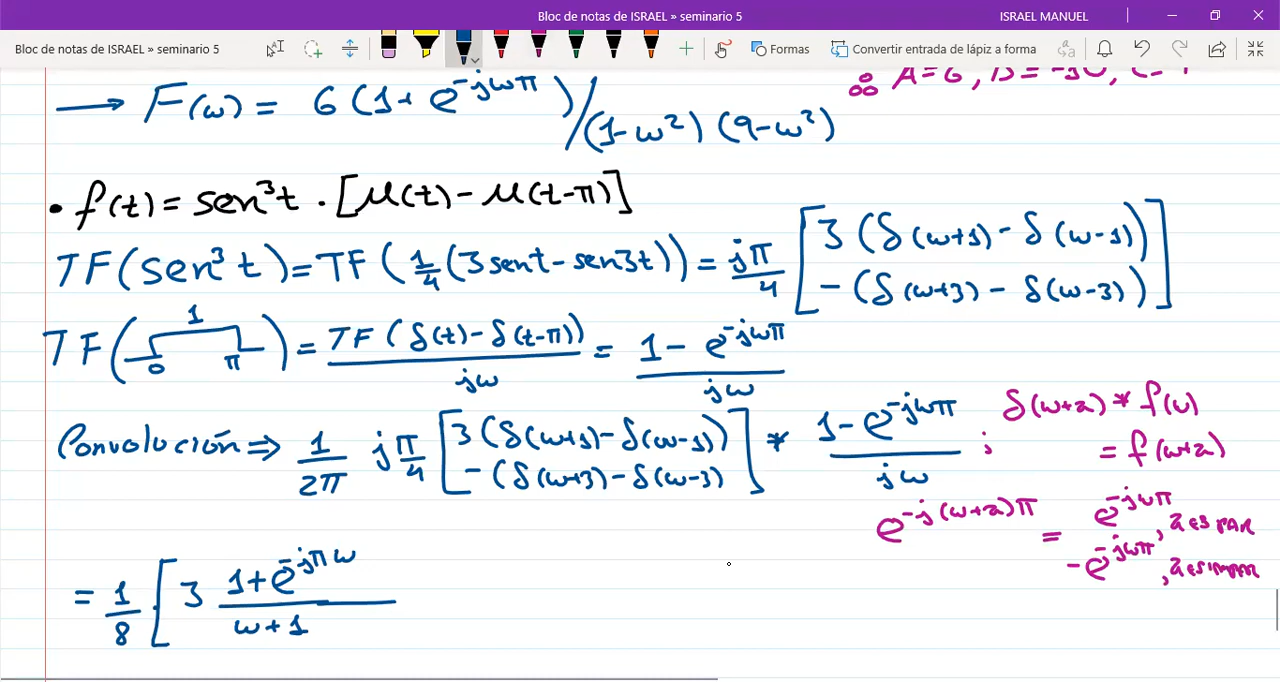 Bloc de notas de ISRAEL » seminario 5
ISRAEL MANUEL
Bloc de notas de ISRAEL » seminario 5
Formas
Convertir entrada de lápiz a forma
→ F(ω) = 6 (1+ e^-jωπ) / (1-ω²) (9-ω²)
• f(t) = sen³t · [μ(t) - μ(t-π)]
TF(sen³t) = TF(1/4 (3sent - sen3t)) = jπ/4 [3 (δ(ω+1) - δ(ω-1)) - (δ(ω+3) - δ(ω-3))]
TF( 1 0 π ) = TF(δ(t) - δ(t-π)) / jω = 1 - e^-jωπ / jω
Convolución ⇒ 1/2π jπ/4 [3 (δ(ω+1) - δ(ω-1)) - (δ(ω+3) - δ(ω-3)] * 1 - e^-jωπ / jω ;
δ(ω+a) * f(ω)
= f(ω+a)
e^-j(ω+a)π = e^-jωπ, a es PAR
-e^-jωπ, a es impar
= 1/8 [ 3 1+e^-jπω / ω+1